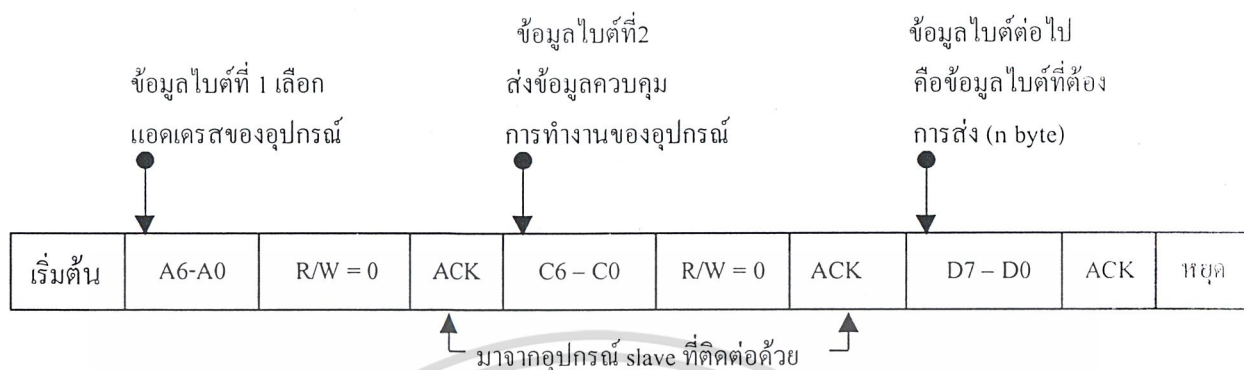 ข้อมูลไบต์ที่ 1 เลือก
แอดเดรสของอุปกรณ์
ข้อมูลไบต์ที่2
ส่งข้อมูลควบคุม
การทำงานของอุปกรณ์
ข้อมูลไบต์ต่อไป
คือข้อมูลไบต์ที่ต้อง
การส่ง (n byte)
เริ่มต้น A6-A0 R/W = 0 ACK C6 – C0 R/W = 0 ACK D7 – D0 ACK หยุด
มาจากอุปกรณ์ slave ที่ติดต่อด้วย